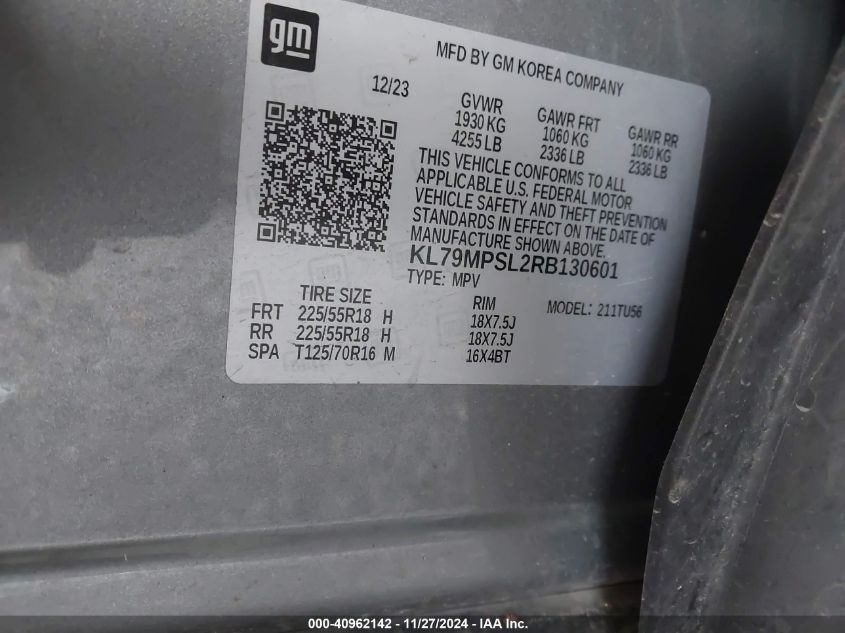 gm
MFD BY GM KOREA COMPANY
12/23
GVWR GAWR FRT GAWR RR
1930 KG 1060 KG 1060 KG
4255 LB 2336 LB 2336 LB
THIS VEHICLE CONFORMS TO ALL
APPLICABLE U.S. FEDERAL MOTOR
VEHICLE SAFETY AND THEFT PREVENTION
STANDARDS IN EFFECT ON THE DATE OF
MANUFACTURE SHOWN ABOVE.
KL79MPSL2RB130601
TYPE: MPV MODEL: 211TU56
TIRE SIZE RIM
FRT 225/55R18 H 18X7.5J
RR 225/55R18 H 18X7.5J
SPA T125/70R16 M 16X4BT
000-40962142 - 11/27/2024 - IAA Inc.